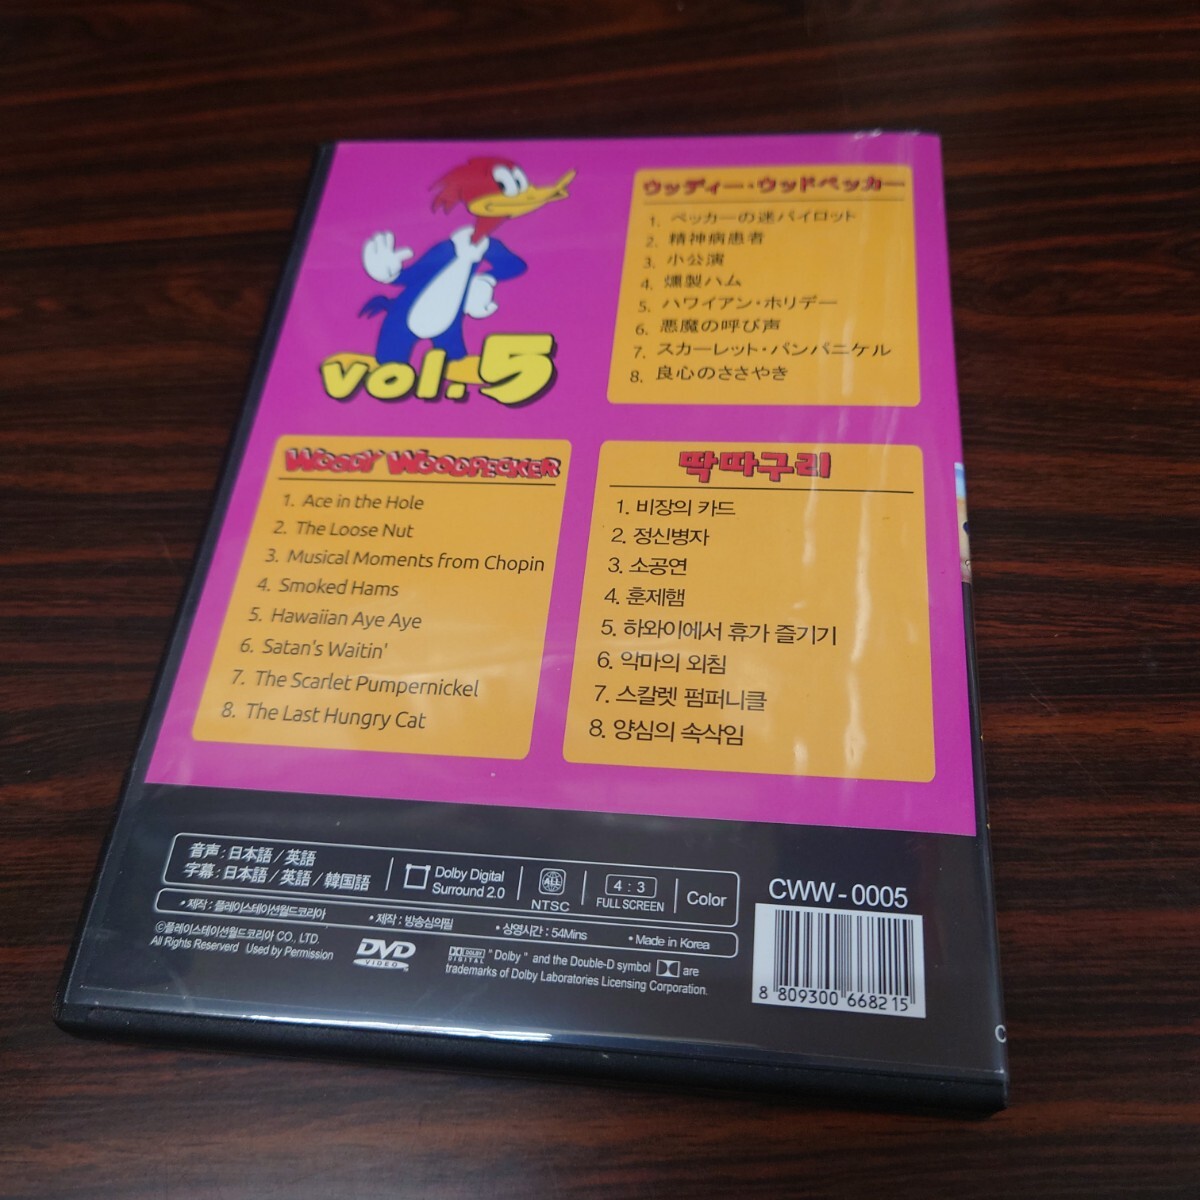 vol.5
ウッディー・ウッドペッカー
1. ペッカーの迷パイロット
2. 精神病患者
3. 小公演
4. 燻製ハム
5. ハワイアン・ホリデー
6. 悪魔の呼び声
7. スカーレット・パンパニケル
8. 良心のささやき
WOODY WOODPECKER
1. Ace in the Hole
2. The Loose Nut
3. Musical Moments from Chopin
4. Smoked Hams
5. Hawaiian Aye Aye
6. Satan's Waitin'
7. The Scarlet Pumpernickel
8. The Last Hungry Cat
딱따구리
1. 비장의 카드
2. 정신병자
3. 소공연
4. 훈제햄
5. 하와이에서 휴가 즐기기
6. 악마의 외침
7. 스칼렛 펌퍼니클
8. 양심의 속삭임
音声 : 日本語 / 英語
字幕 : 日本語 / 英語 / 韓国語
Dolby Digital
Surround 2.0
ALL
NTSC
4 : 3
FULL SCREEN
Color
• 제작 : 플레이스테이션월드코리아
• 제작 : 방송심의필
• 상영시간 : 54Mins
• Made in Korea
ⓒ플레이스테이션월드코리아 CO., LTD.
All Rights Reserverd Used by Permission
DVD
VIDEO
DOLBY
DIGITAL
" Dolby " and the Double-D symbol are
trademarks of Dolby Laboratories Licensing Corporation.
CWW-0005
8 809300 668215
C